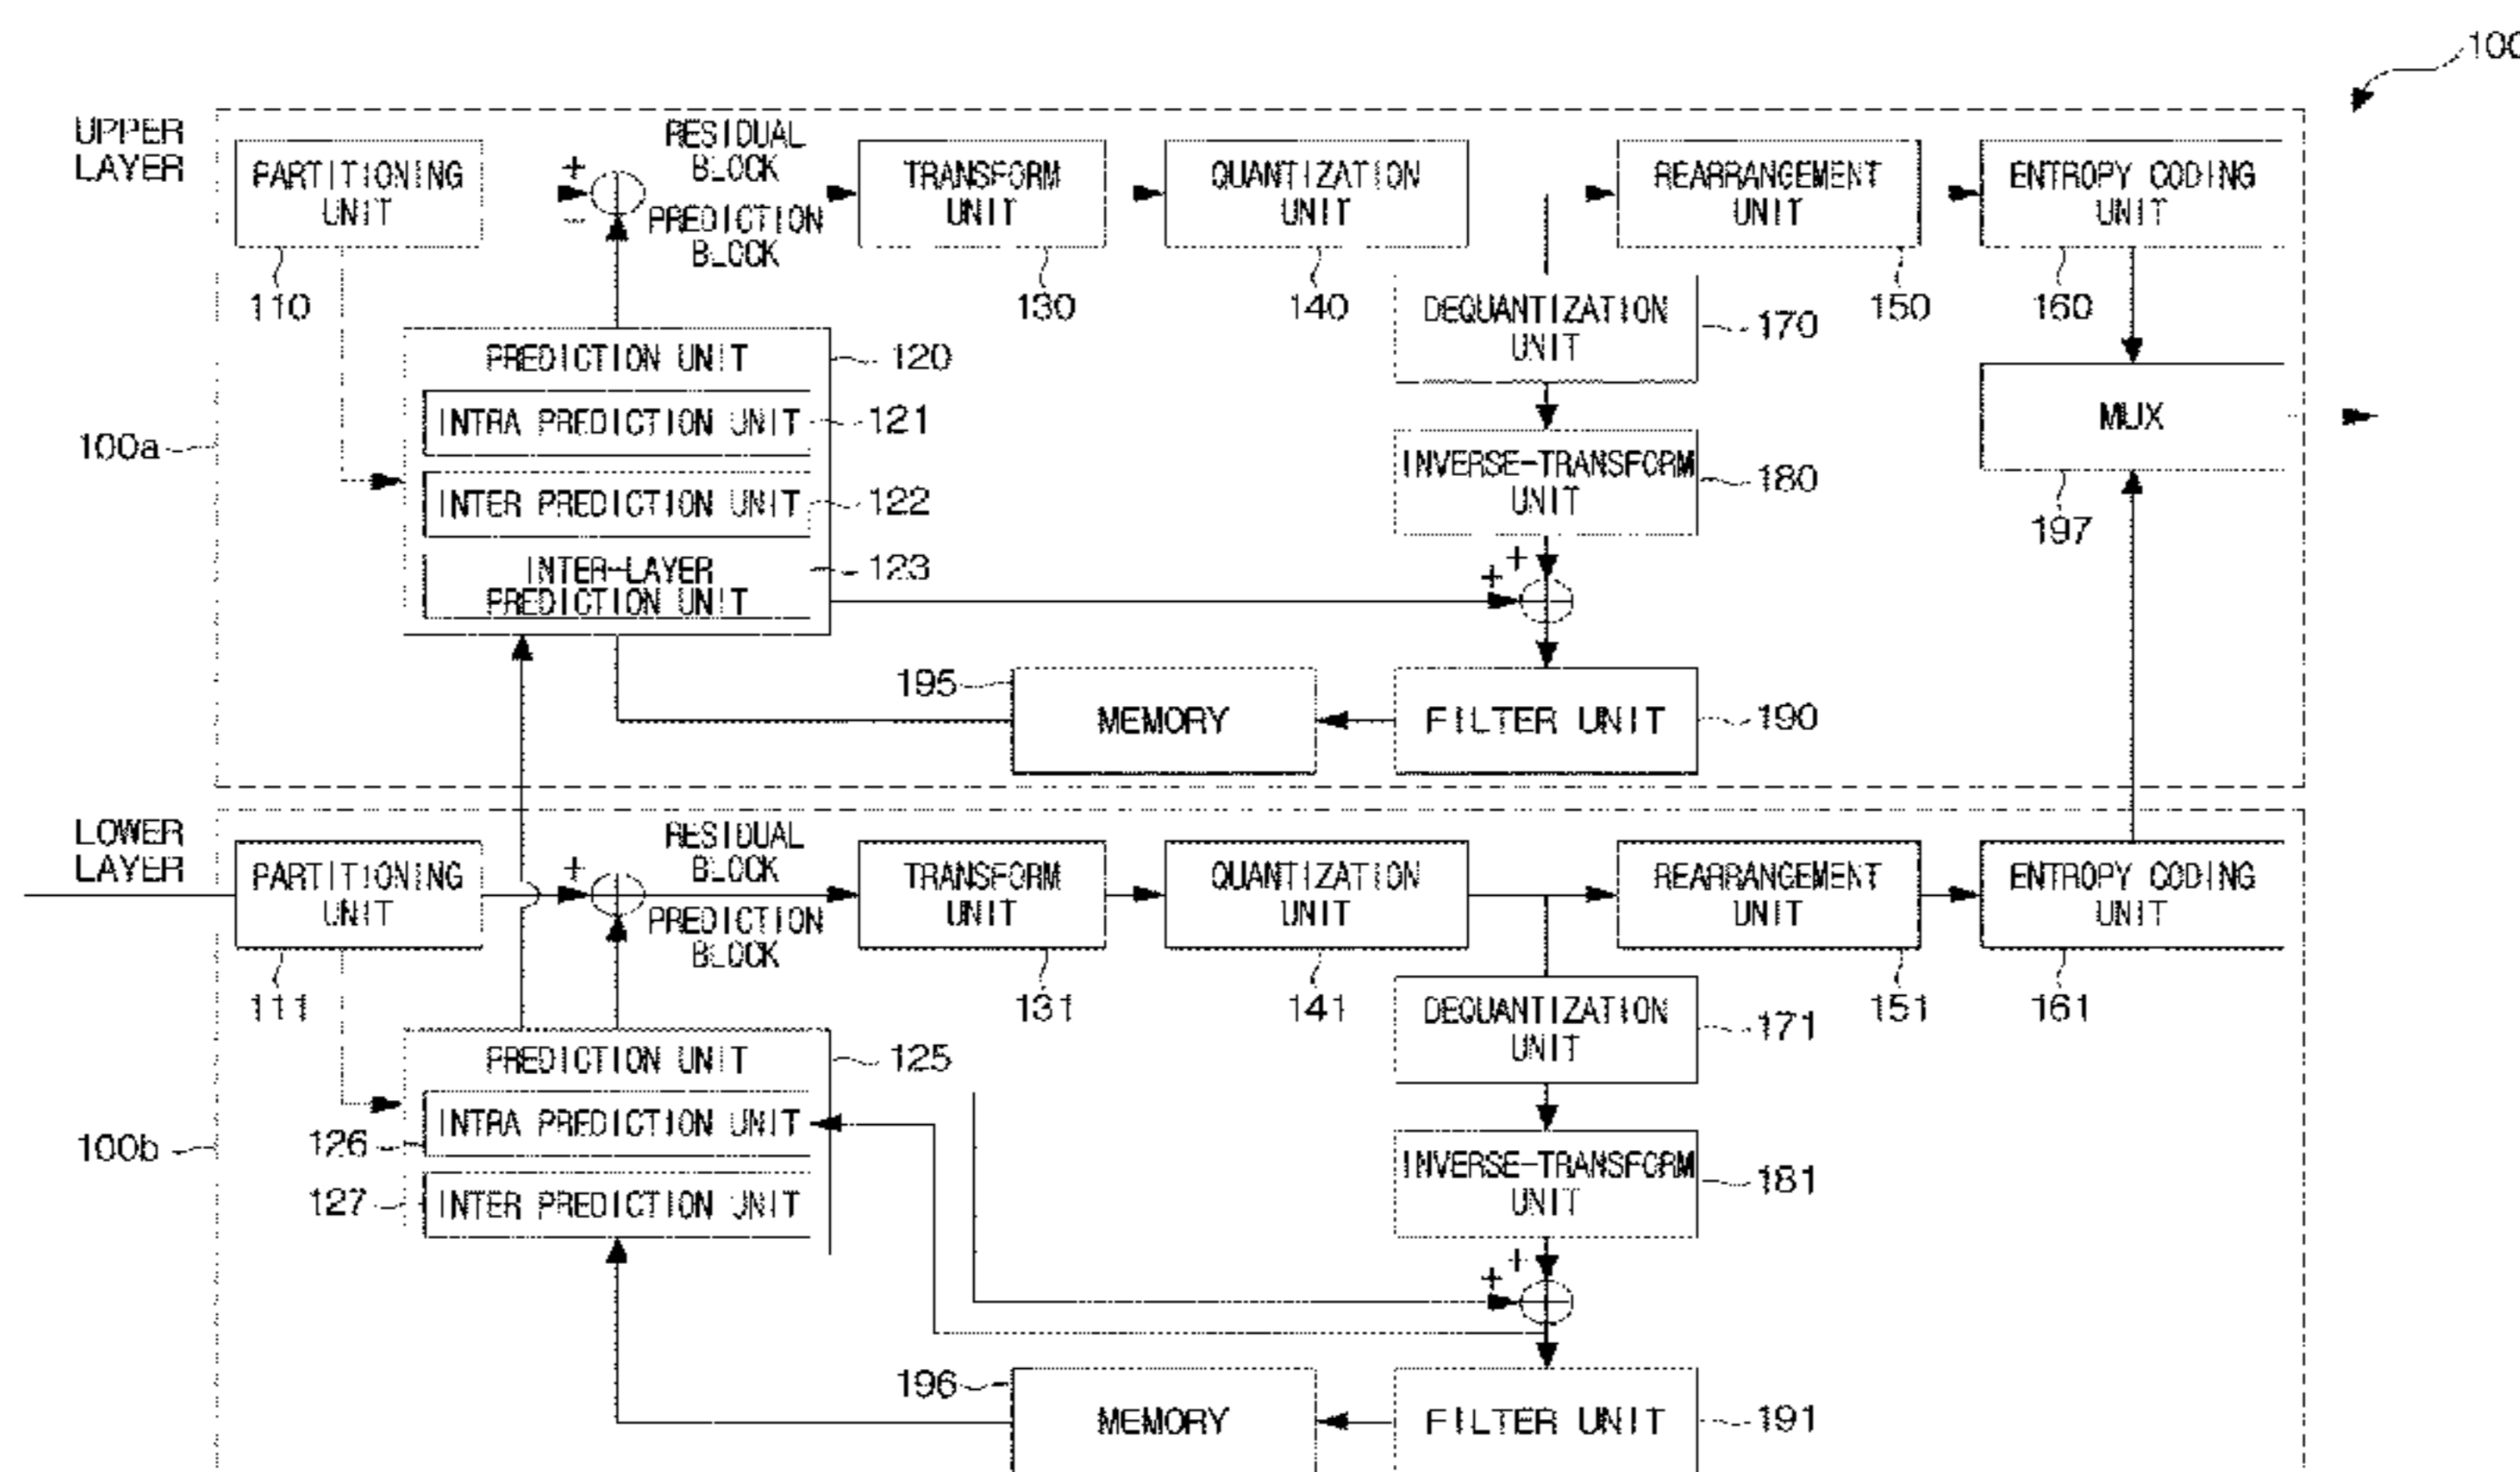 100
UPPER
LAYER
PARTITIONING
UNIT
110
+
-
RESIDUAL
BLOCK
PREDICTION
BLOCK
TRANSFORM
UNIT
130
QUANTIZATION
UNIT
140
REARRANGEMENT
UNIT
150
ENTROPY CODING
UNIT
160
DEQUANTIZATION
UNIT
170
PREDICTION UNIT
120
INTRA PREDICTION UNIT
121
INTER PREDICTION UNIT
122
INTER-LAYER
PREDICTION UNIT
123
100a
INVERSE-TRANSFORM
UNIT
180
MUX
197
+
+
195
MEMORY
FILTER UNIT
190
LOWER
LAYER
PARTITIONING
UNIT
111
+
RESIDUAL
BLOCK
PREDICTION
BLOCK
TRANSFORM
UNIT
131
QUANTIZATION
UNIT
141
REARRANGEMENT
UNIT
151
ENTROPY CODING
UNIT
161
DEQUANTIZATION
UNIT
171
PREDICTION UNIT
125
INTRA PREDICTION UNIT
126
INTER PREDICTION UNIT
127
100b
INVERSE-TRANSFORM
UNIT
181
+
+
196
MEMORY
FILTER UNIT
191